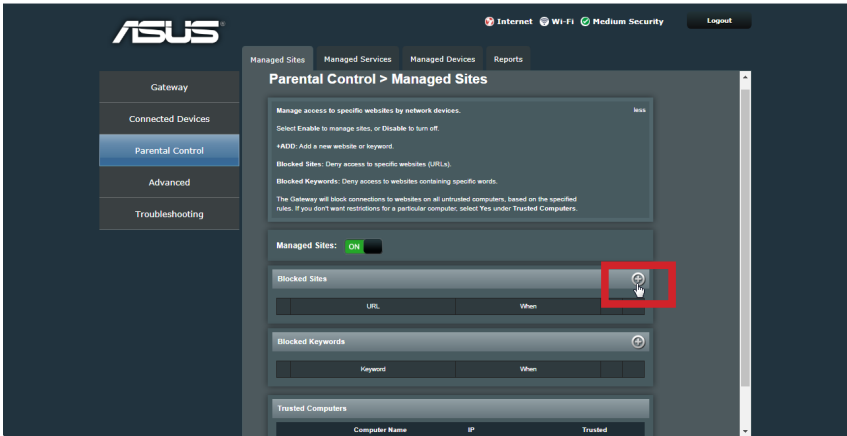 ASUS
Internet Wi-Fi Medium Security
Logout
Managed Sites Managed Services Managed Devices Reports
Gateway
Connected Devices
Parental Control
Advanced
Troubleshooting
Parental Control > Managed Sites
Manage access to specific websites by network devices. less
Select Enable to manage sites, or Disable to turn off.
+ADD: Add a new website or keyword.
Blocked Sites: Deny access to specific websites (URLs).
Blocked Keywords: Deny access to websites containing specific words.
The Gateway will block connections to websites on all untrusted computers, based on the specified
rules. If you don't want restrictions for a particular computer, select Yes under Trusted Computers.
Managed Sites: ON
Blocked Sites
URL When
Blocked Keywords
Keyword When
Trusted Computers
Computer Name IP Trusted